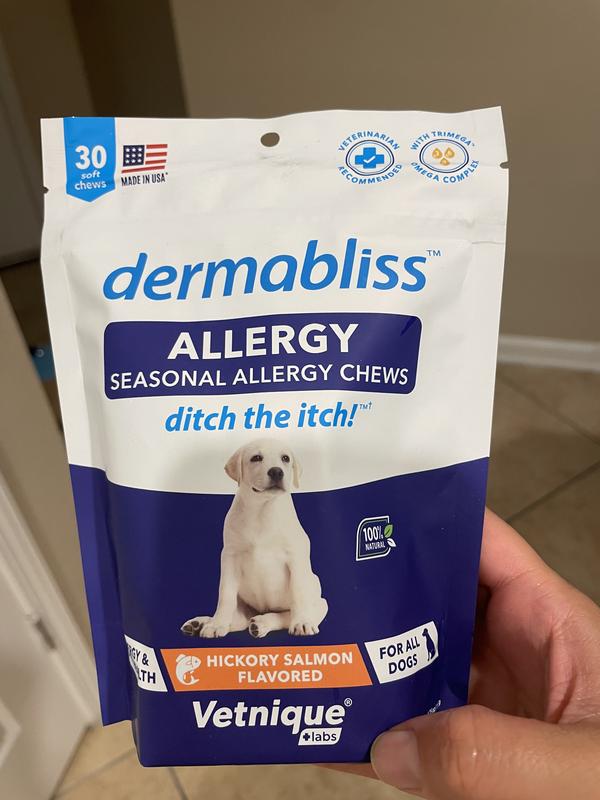 30
soft
chews
MADE IN USA*
VETERINARIAN
RECOMMENDED
WITH TRIMEGA™
OMEGA COMPLEX
dermabliss™
ALLERGY
SEASONAL ALLERGY CHEWS
ditch the itch!™†
100%
NATURAL
HICKORY SALMON
FLAVORED
FOR ALL
DOGS
Vetnique®
labs